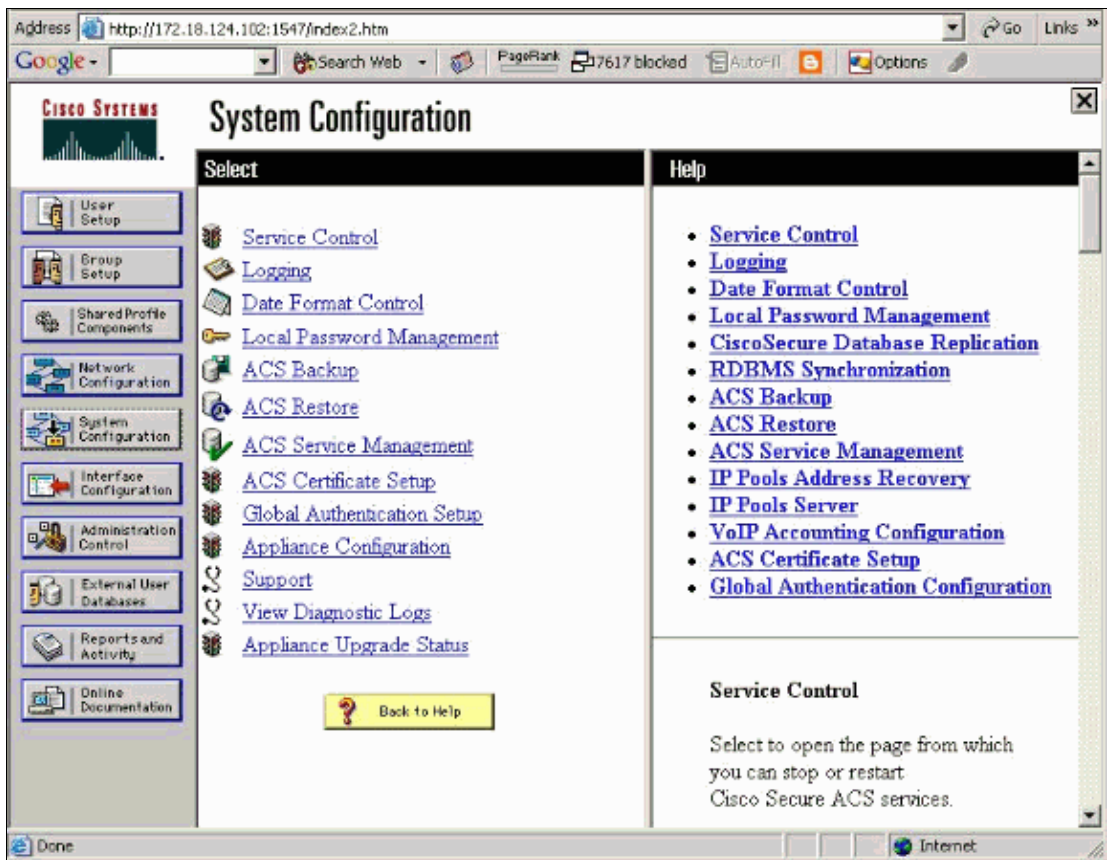 Address http://172.18.124.102:1547/index2.htm Go Links »
Google Search Web PageRank 17617 blocked AutoFill Options
CISCO SYSTEMS
System Configuration
Select
Help
User
Setup
Group
Setup
Shared Profile
Components
Network
Configuration
System
Configuration
Interface
Configuration
Administration
Control
External User
Databases
Reports and
Activity
Online
Documentation
Service Control
Logging
Date Format Control
Local Password Management
ACS Backup
ACS Restore
ACS Service Management
ACS Certificate Setup
Global Authentication Setup
Appliance Configuration
Support
View Diagnostic Logs
Appliance Upgrade Status
? Back to Help
• Service Control
• Logging
• Date Format Control
• Local Password Management
• CiscoSecure Database Replication
• RDBMS Synchronization
• ACS Backup
• ACS Restore
• ACS Service Management
• IP Pools Address Recovery
• IP Pools Server
• VoIP Accounting Configuration
• ACS Certificate Setup
• Global Authentication Configuration
Service Control
Select to open the page from which
you can stop or restart
Cisco Secure ACS services.
Done Internet